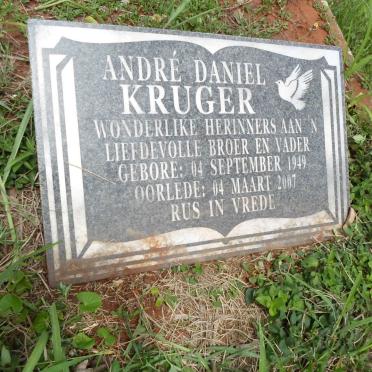 ANDRÉ DANIEL
KRUGER
WONDERLIKE HERINNERS AAN 'N
LIEFDEVOLLE BROER EN VADER
GEBORE: 04 SEPTEMBER 1949
OORLEDE: 04 MAART 2007
RUS IN VREDE